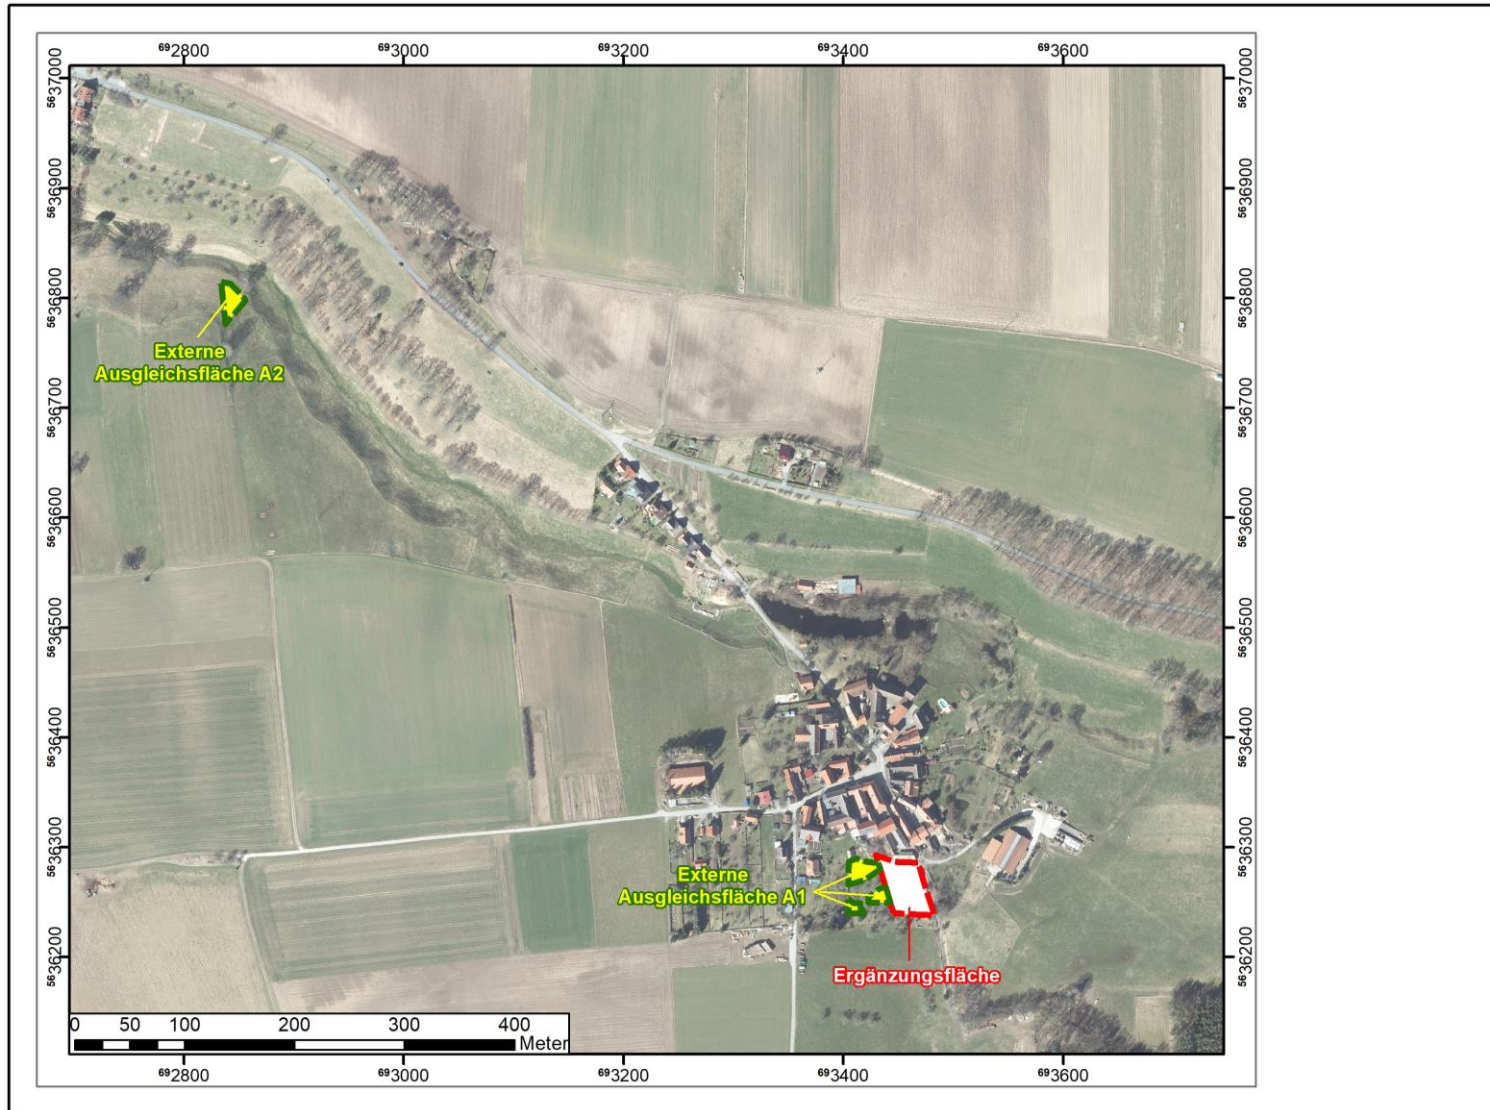 692800 693000 693200 693400 693600
5637000 5637000
5636900 5636900
5636800 5636800
Externe
Ausgleichsfläche A2
5636700 5636700
5636600 5636600
5636500 5636500
5636400 5636400
5636300 5636300
Externe
Ausgleichsfläche A1
5636200 5636200
Ergänzungsfläche
0 50 100 200 300 400
Meter
692800 693000 693200 693400 693600